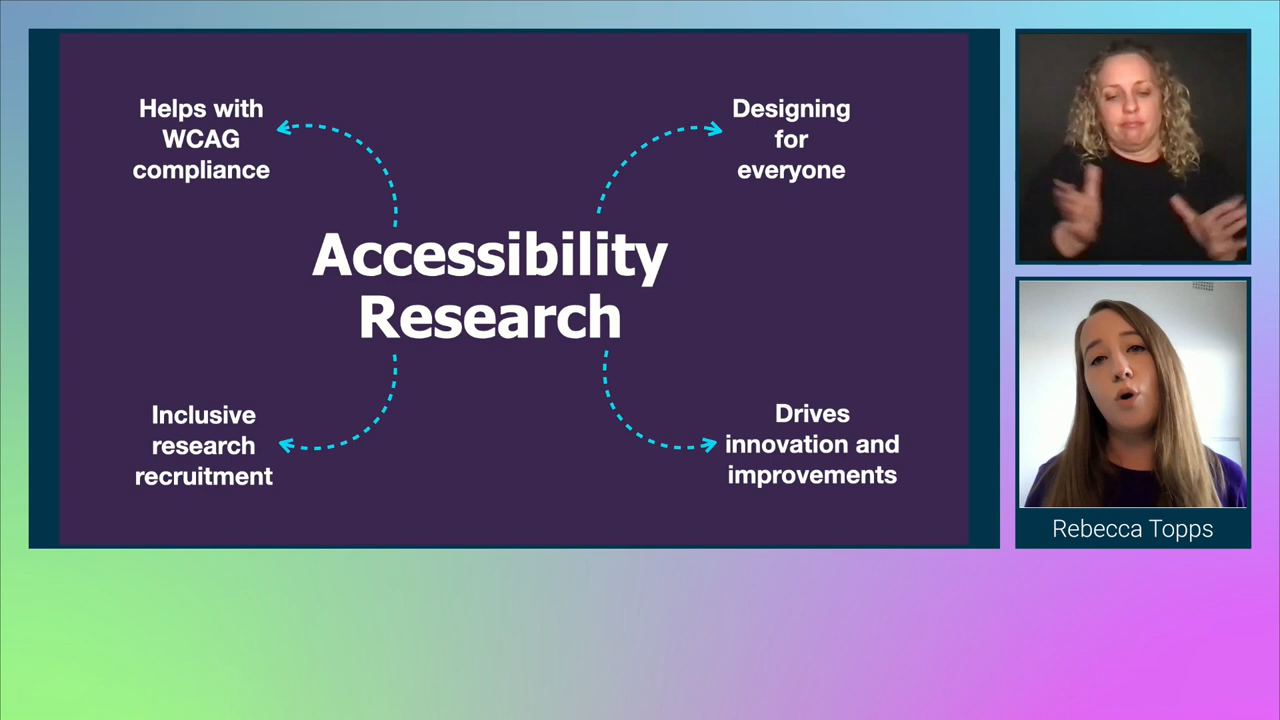 Helps with
WCAG
compliance
Designing
for
everyone
Accessibility
Research
Inclusive
research
recruitment
Drives
innovation and
improvements
Rebecca Topps